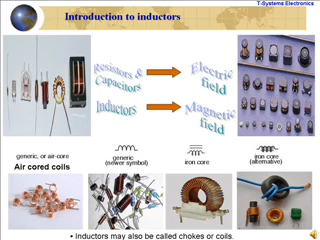 T-Systems Electronics
Introduction to inductors
Resistors &
Capacitors
Electric
field
Inductors
Magnetic
field
generic, or air-core
generic
(newer symbol)
iron core
iron core
(alternative)
Air cored coils
• Inductors may also be called chokes or coils.